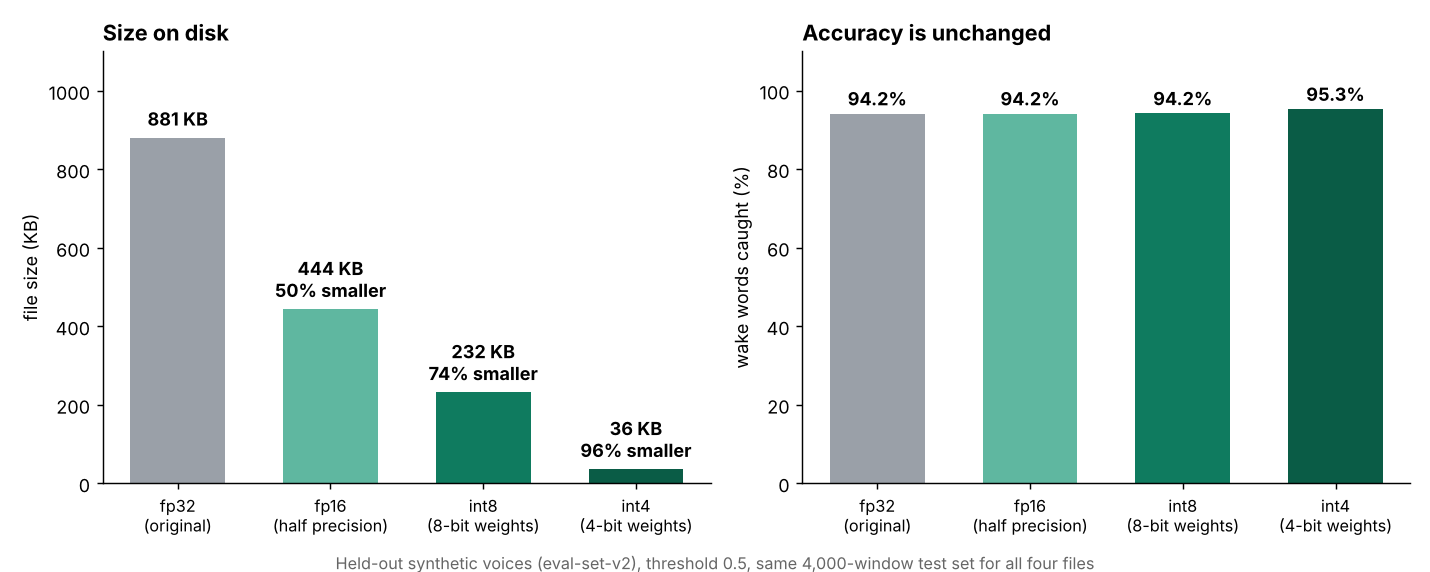 Size on disk
file size (KB)
1000
800
600
400
200
0
881 KB
444 KB
50% smaller
232 KB
74% smaller
36 KB
96% smaller
fp32
(original)
fp16
(half precision)
int8
(8-bit weights)
int4
(4-bit weights)
Accuracy is unchanged
wake words caught (%)
100
80
60
40
20
0
94.2%
94.2%
94.2%
95.3%
fp32
(original)
fp16
(half precision)
int8
(8-bit weights)
int4
(4-bit weights)
Held-out synthetic voices (eval-set-v2), threshold 0.5, same 4,000-window test set for all four files